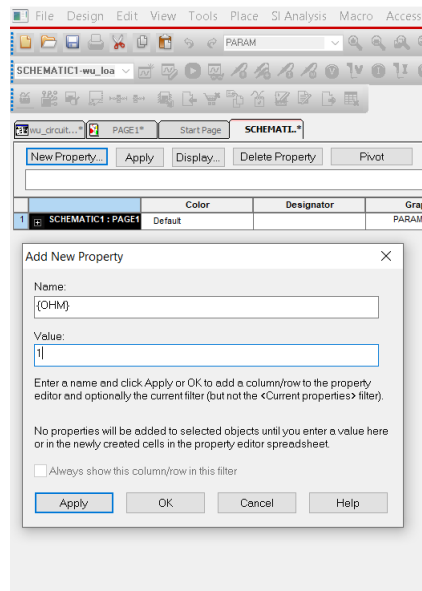 File Design Edit View Tools Place SI Analysis Macro Access
PARAM
SCHEMATIC1-wu_loa
wu_circuit...* PAGE1* Start Page SCHEMATI..*
New Property... Apply Display... Delete Property Pivot
Color Designator Gra
1 SCHEMATIC1 : PAGE1 Default PARAM
Add New Property
Name:
{OHM}
Value:
1
Enter a name and click Apply or OK to add a column/row to the property
editor and optionally the current filter (but not the <Current properties> filter).
No properties will be added to selected objects until you enter a value here
or in the newly created cells in the property editor spreadsheet.
Always show this column/row in this filter
Apply OK Cancel Help